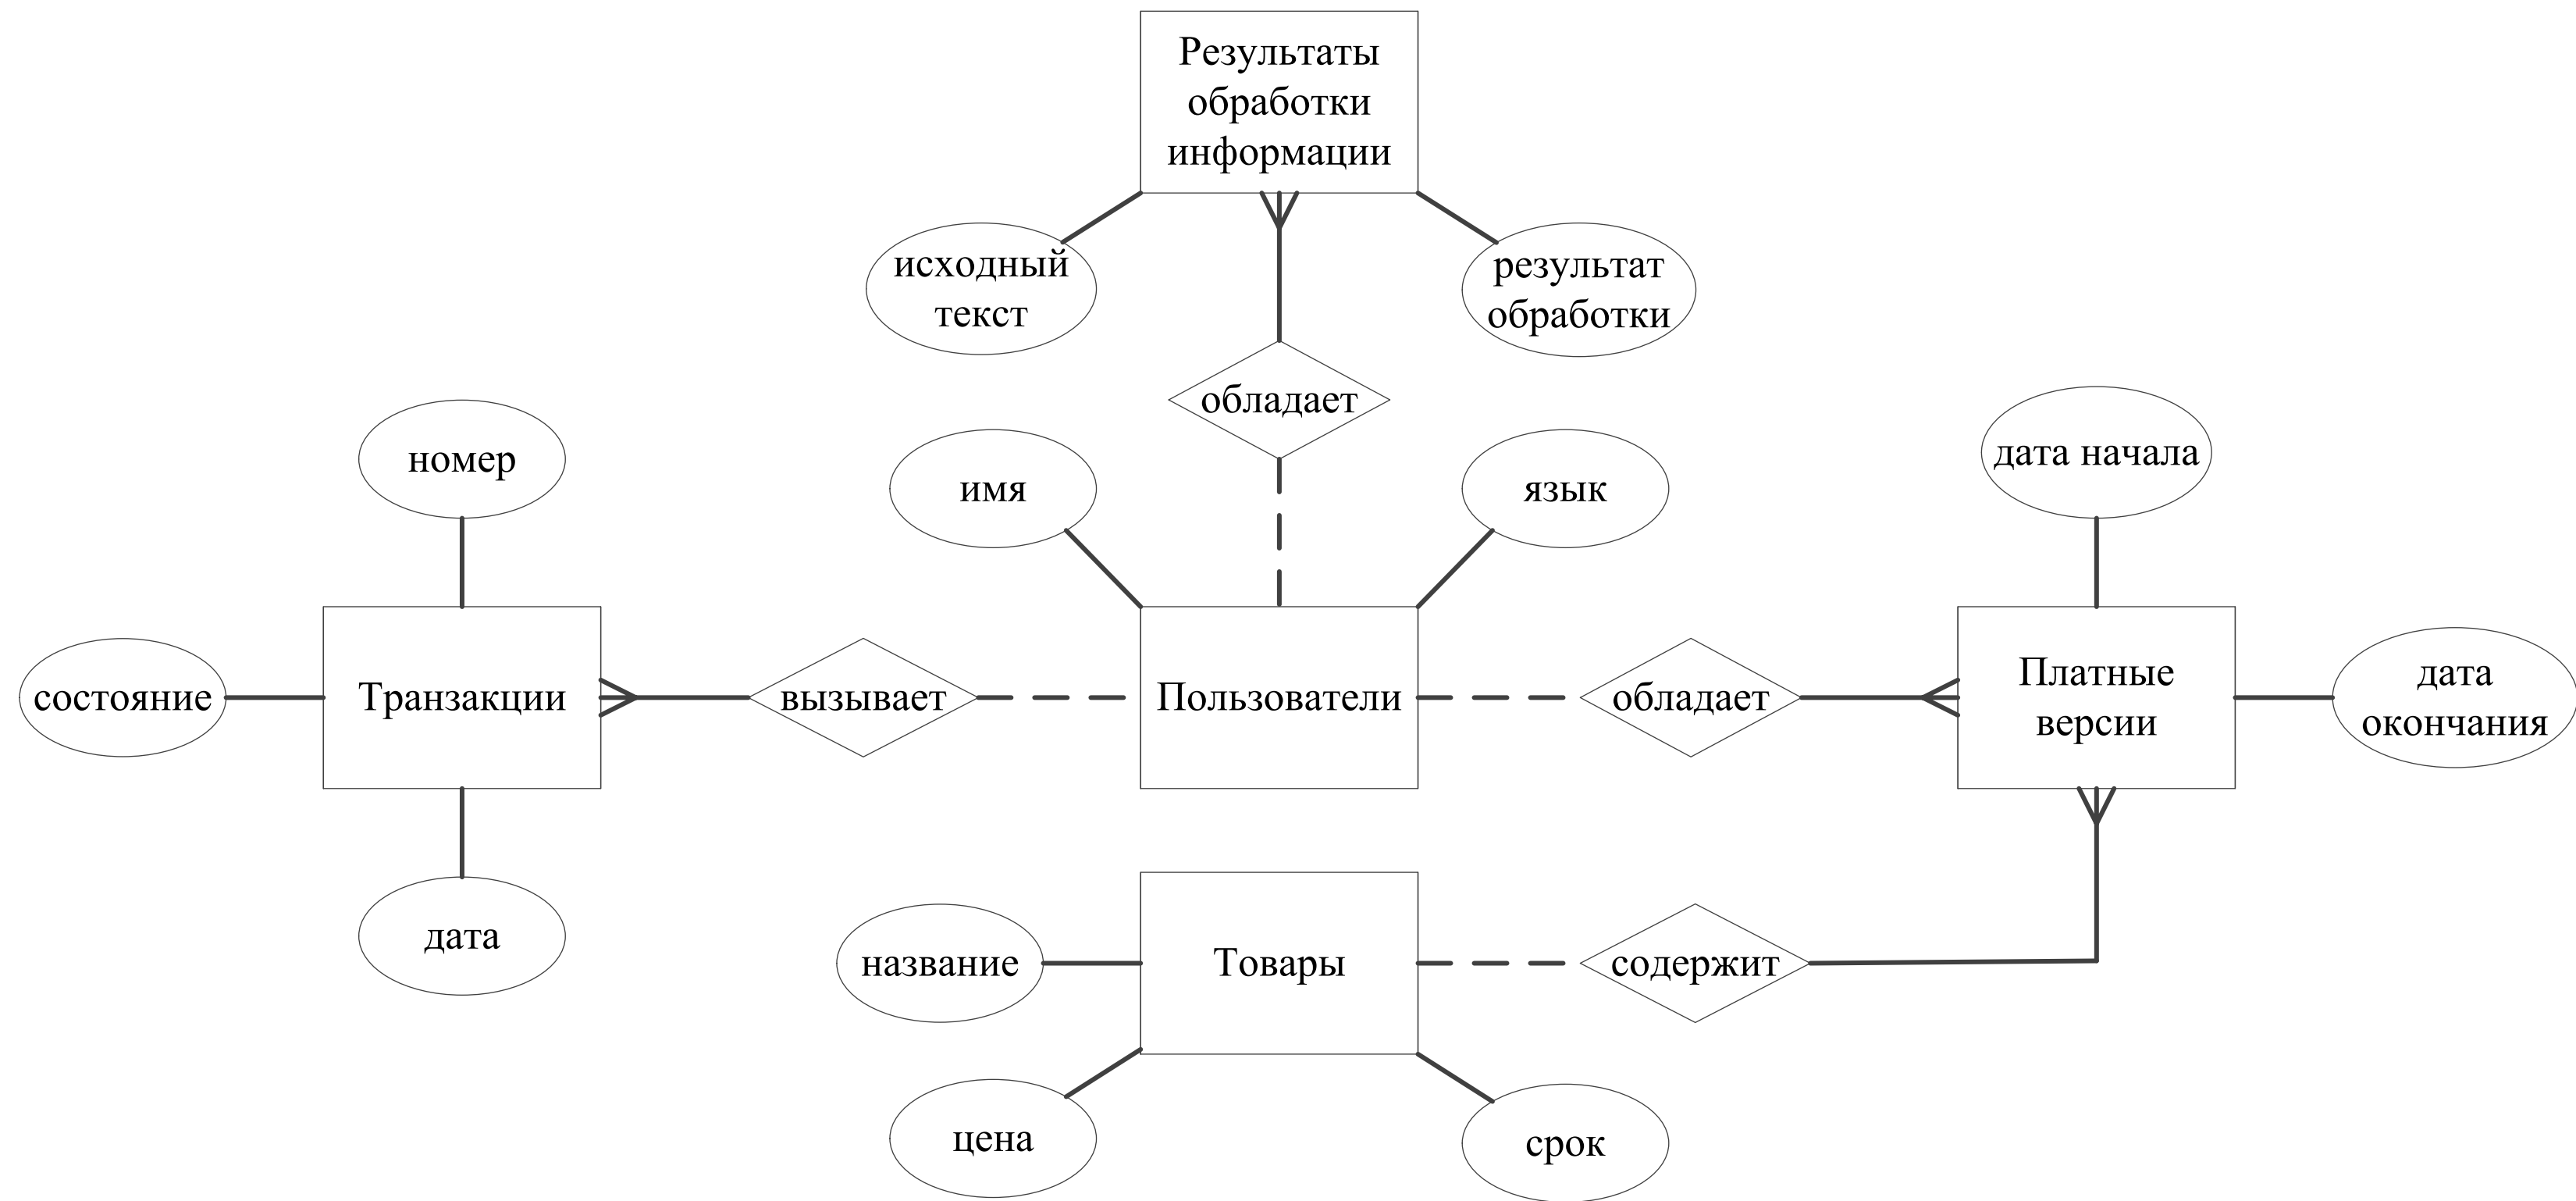 Результаты
обработки
информации
исходный
текст
результат
обработки
обладает
номер
имя
язык
дата начала
состояние
Транзакции
вызывает
Пользователи
обладает
Платные
версии
дата
окончания
дата
название
Товары
содержит
цена
срок